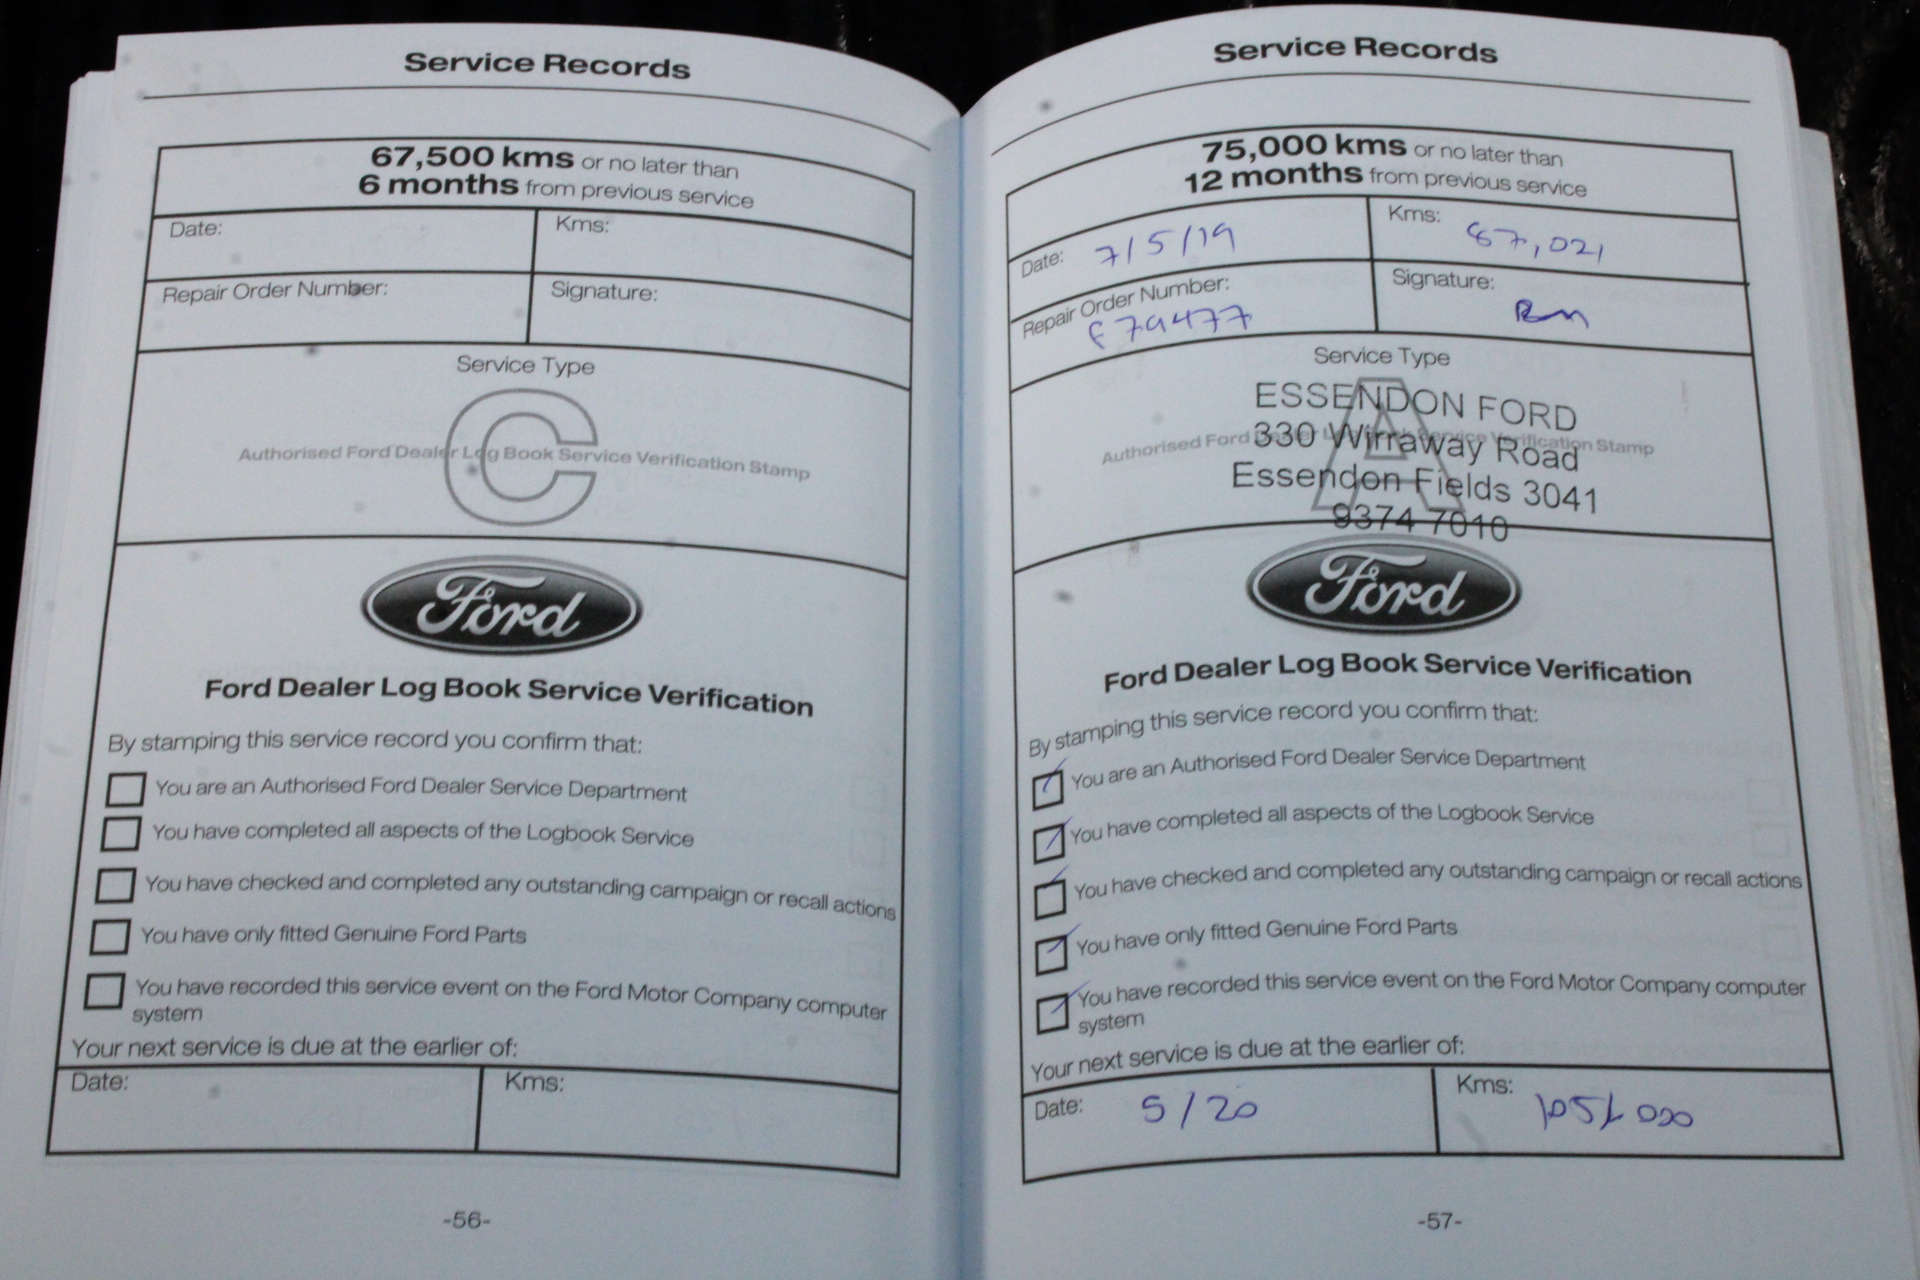 Service Records
67,500 kms or no later than
6 months from previous service
Date:
Kms:
Repair Order Number:
Signature:
Service Type
C
Authorised Ford Dealer Log Book Service Verification Stamp
Ford
Ford Dealer Log Book Service Verification
By stamping this service record you confirm that:
You are an Authorised Ford Dealer Service Department
You have completed all aspects of the Logbook Service
You have checked and completed any outstanding campaign or recall actions
You have only fitted Genuine Ford Parts
You have recorded this service event on the Ford Motor Company computer
system
Your next service is due at the earlier of:
Date:
Kms:
-56-
Service Records
75,000 kms or no later than
12 months from previous service
Date: 7/5/19
Kms: 87,021
Repair Order Number:
Signature:
Service Type
A
ESSENDON FORD
Authorised Ford Dealer Log Book Service Verification Stamp
330 Wirraway Road
Essendon Fields 3041
9374 7010
Ford
Ford Dealer Log Book Service Verification
By stamping this service record you confirm that:
You are an Authorised Ford Dealer Service Department
You have completed all aspects of the Logbook Service
You have checked and completed any outstanding campaign or recall actions
You have only fitted Genuine Ford Parts
You have recorded this service event on the Ford Motor Company computer
system
Your next service is due at the earlier of:
Date: 5/20
Kms:
-57-